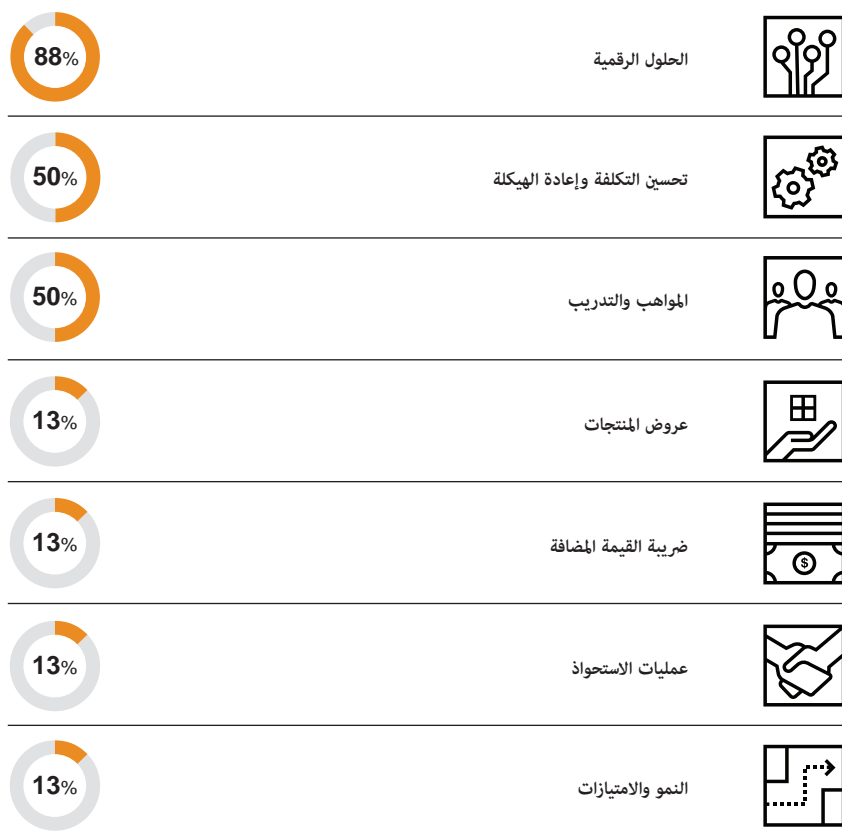 الحلول الرقمية
88%
تحسين التكلفة وإعادة الهيكلة
50%
المواهب والتدريب
50%
عروض المنتجات
13%
ضريبة القيمة المضافة
$
13%
عمليات الاستحواذ
13%
النمو والامتيازات
13%